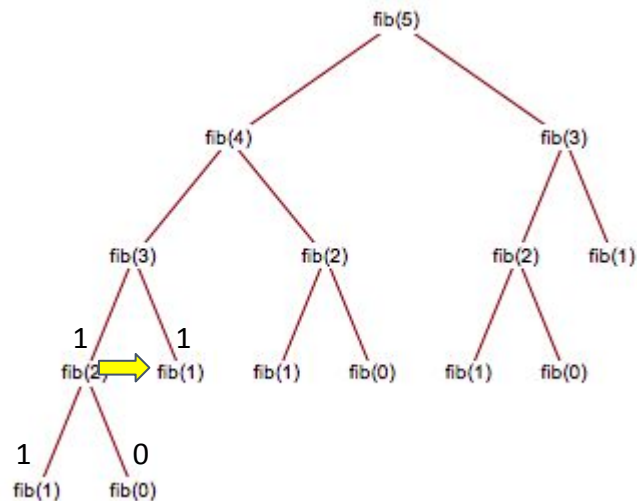 fib(5)
fib(4) fib(3)
fib(3) fib(2) fib(2) fib(1)
1 1
fib(2) fib(1) fib(1) fib(0) fib(1) fib(0)
1 0
fib(1) fib(0)